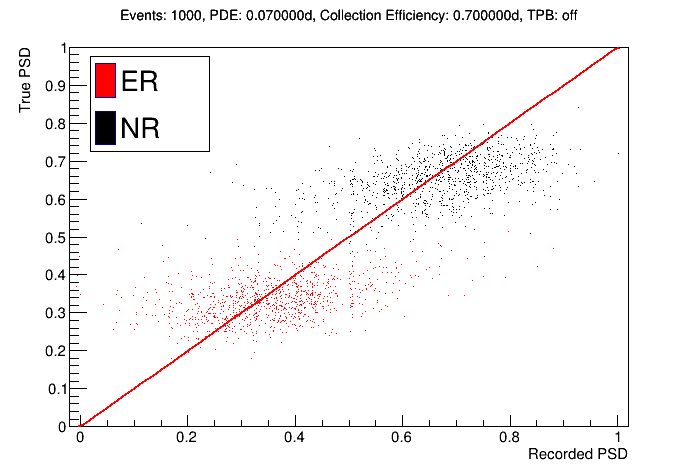 Events: 1000, PDE: 0.070000d, Collection Efficiency: 0.700000d, TPB: off
True PSD
1
0.9
0.8
0.7
0.6
0.5
0.4
0.3
0.2
0.1
0
ER
NR
0 0.2 0.4 0.6 0.8 1
Recorded PSD